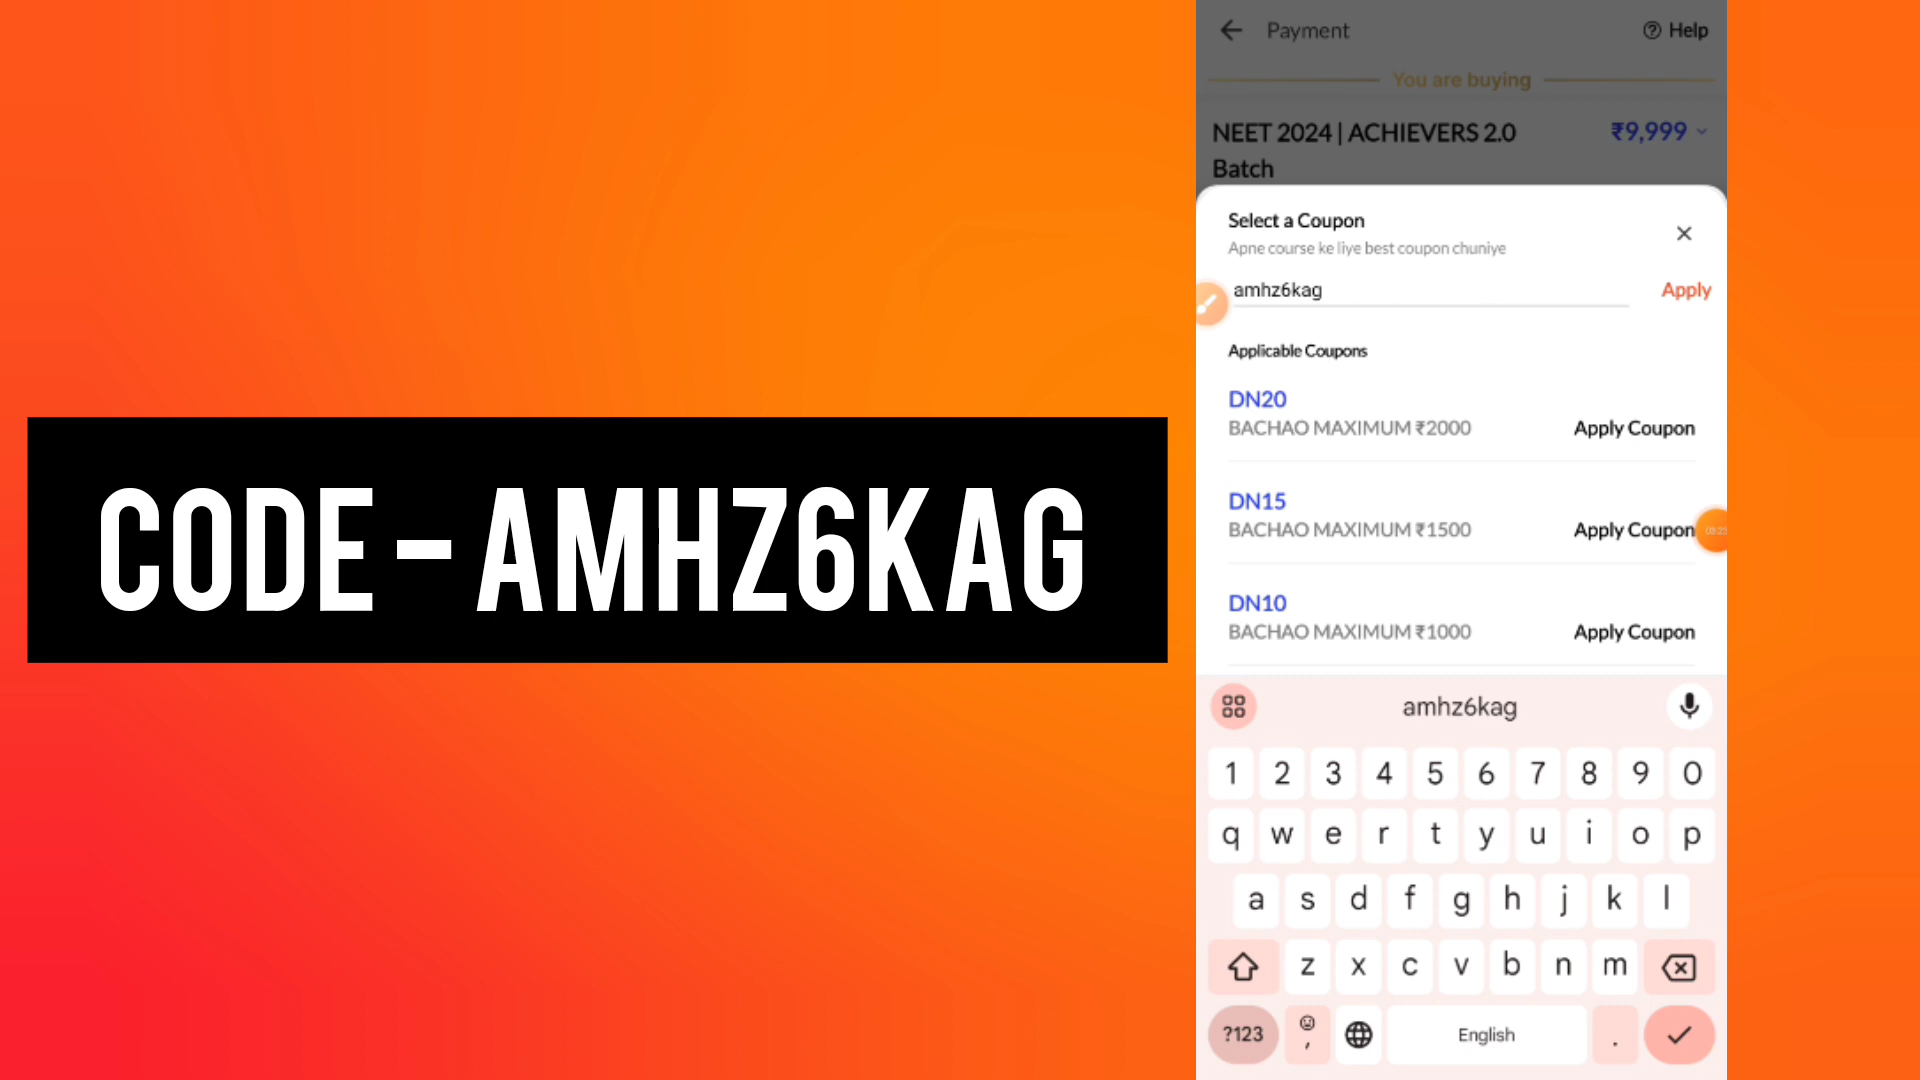 CODE – AMHZ6KAG
Payment
Help
You are buying
NEET 2024 | ACHIEVERS 2.0 ₹9,999
Batch
Select a Coupon
Apne course ke liye best coupon chuniye
amhz6kag Apply
Applicable Coupons
DN20
BACHAO MAXIMUM ₹2000 Apply Coupon
DN15
BACHAO MAXIMUM ₹1500 Apply Coupon
DN10
BACHAO MAXIMUM ₹1000 Apply Coupon
amhz6kag
1 2 3 4 5 6 7 8 9 0
q w e r t y u i o p
a s d f g h j k l
z x c v b n m
?123 , English .